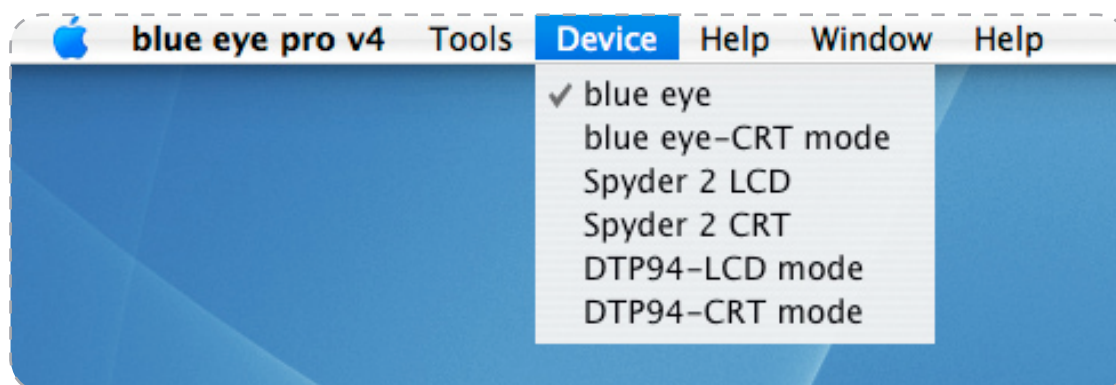 blue eye pro v4 Tools Device Help Window Help
✓ blue eye
blue eye-CRT mode
Spyder 2 LCD
Spyder 2 CRT
DTP94-LCD mode
DTP94-CRT mode